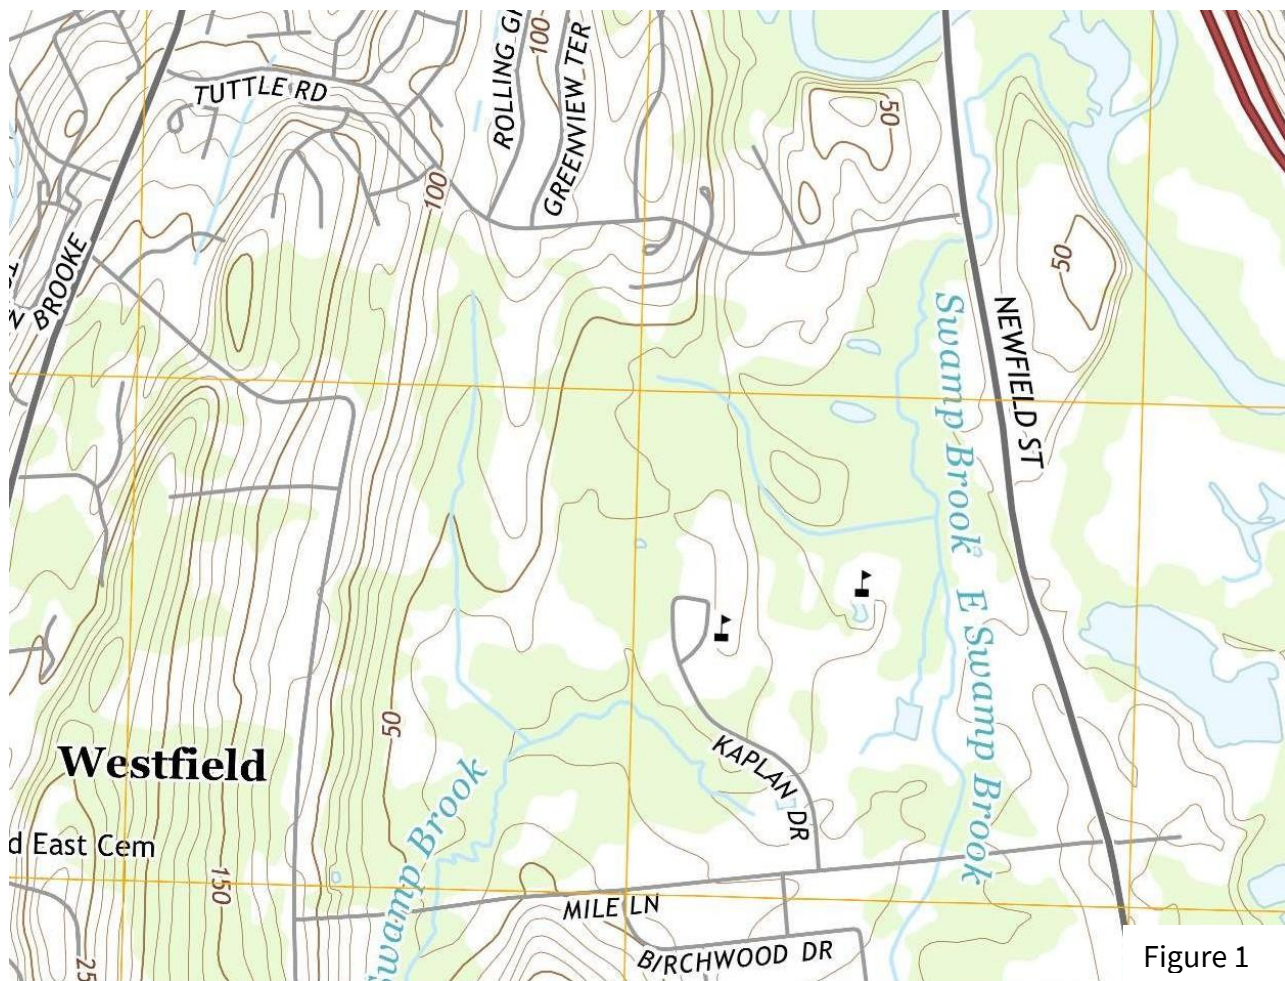 ROLLING G
100
GREENVIEW TER
TUTTLE RD
50
100
BROOKE
50
NEWFIELD ST
Swamp Brook
E Swamp Brook
50
KAPLAN DR
Westfield
d East Cem
Swamp Brook
150
MILE LN
BIRCHWOOD DR
25
Figure 1